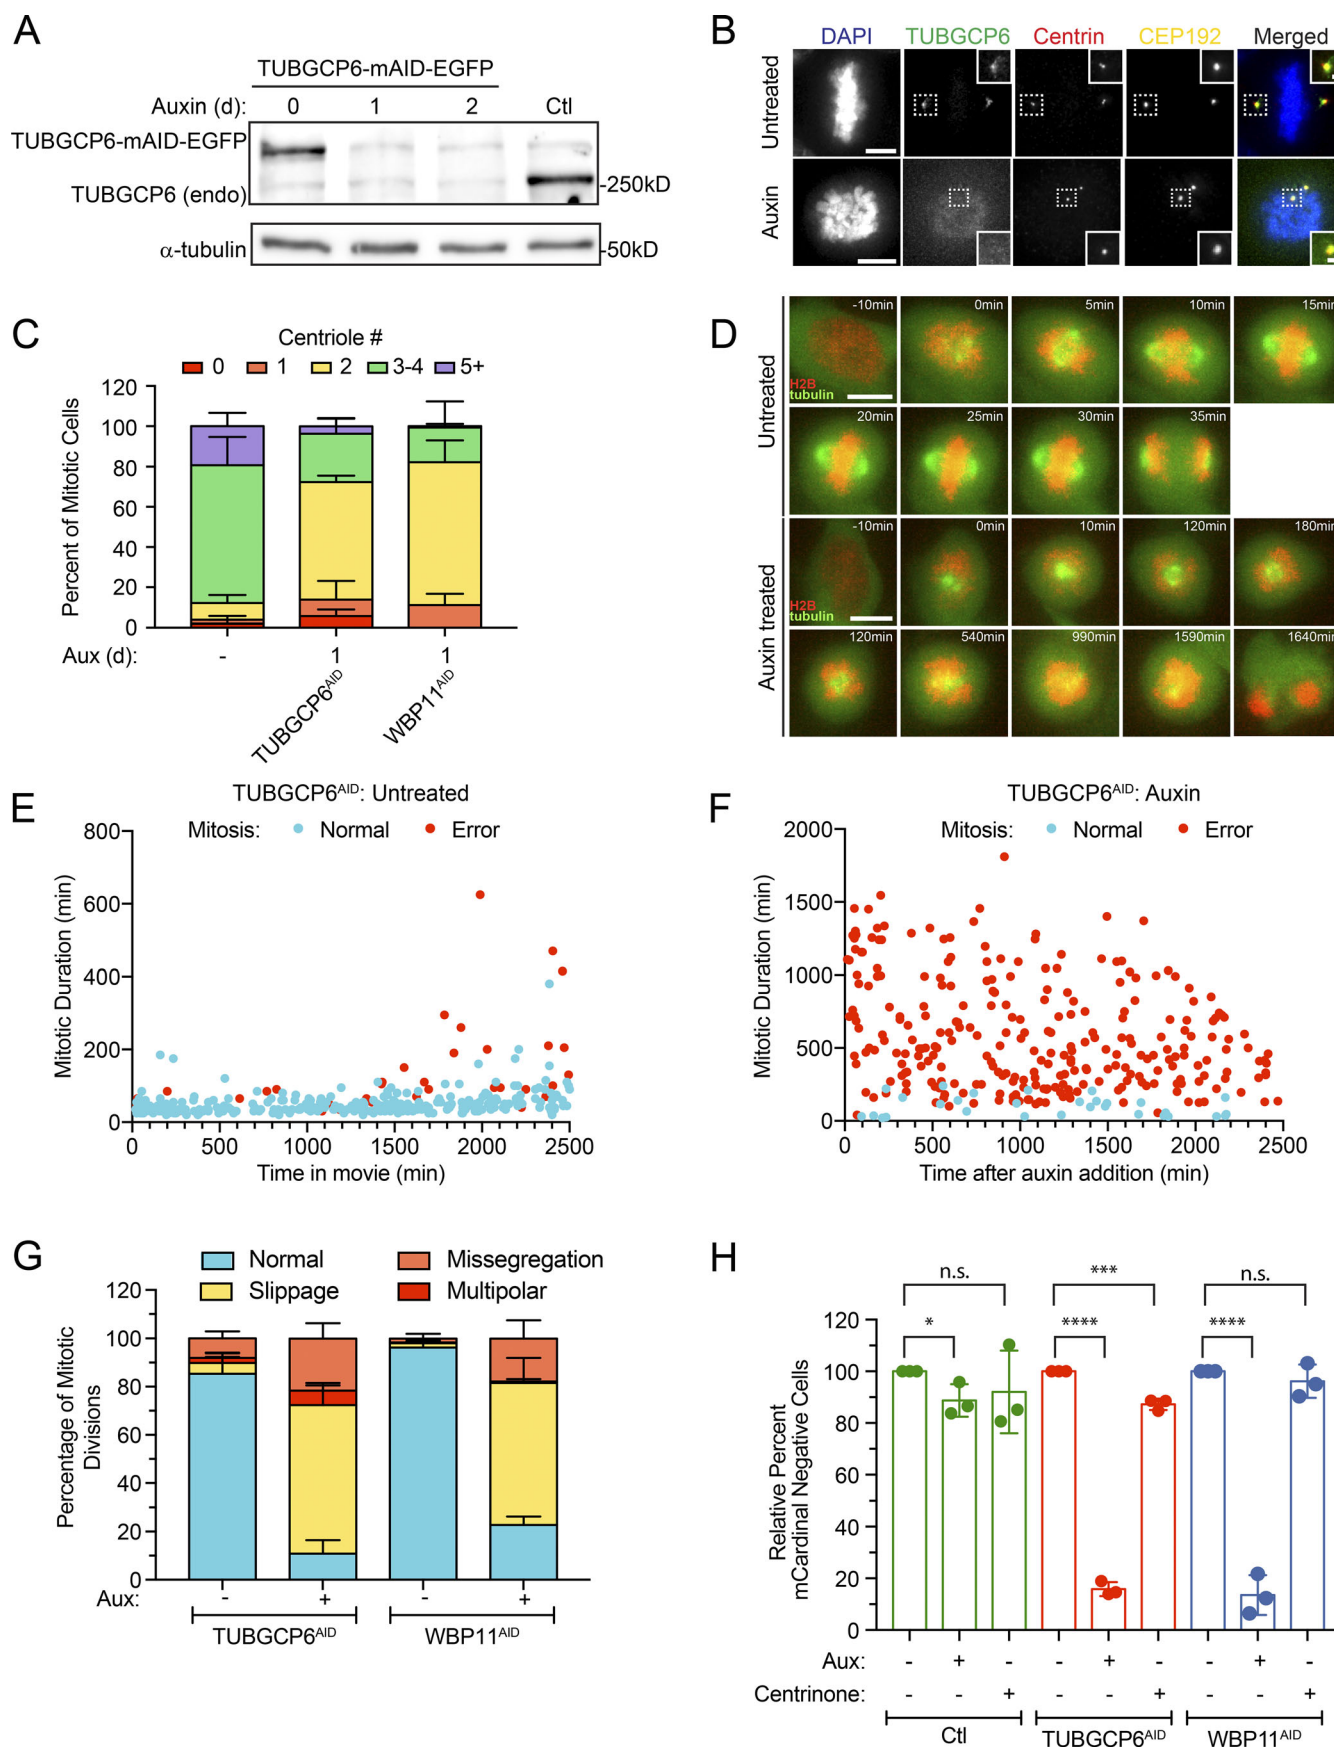 A
TUBGCP6-mAID-EGFP
Auxin (d): 0 1 2 Ctl
TUBGCP6-mAID-EGFP
TUBGCP6 (endo)
-250kD
α-tubulin
-50kD
B
DAPI TUBGCP6 Centrin CEP192 Merged
Untreated
Auxin
C
Centriole #
0 1 2 3-4 5+
Percent of Mitotic Cells
120
100
80
60
40
20
0
Aux (d): - 1 1
TUBGCP6AID
WBP11AID
D
Untreated
-10min 0min 5min 10min 15min
H2B
tubulin
20min 25min 30min 35min
Auxin treated
-10min 0min 10min 120min 180min
H2B
tubulin
120min 540min 990min 1590min 1640min
E
TUBGCP6AID: Untreated
Mitosis: Normal Error
Mitotic Duration (min)
800
600
400
200
0
0 500 1000 1500 2000 2500
Time in movie (min)
F
TUBGCP6AID: Auxin
Mitosis: Normal Error
Mitotic Duration (min)
2000
1500
1000
500
0
0 500 1000 1500 2000 2500
Time after auxin addition (min)
G
Normal Missegregation
Slippage Multipolar
Percentage of Mitotic
Divisions
120
100
80
60
40
20
0
Aux: - + - +
TUBGCP6AID WBP11AID
H
n.s. *** n.s.
* **** ****
Relative Percent
mCardinal Negative Cells
120
100
80
60
40
20
0
Aux: - + - - + - - + -
Centrinone: - - + - - + - - +
Ctl TUBGCP6AID WBP11AID